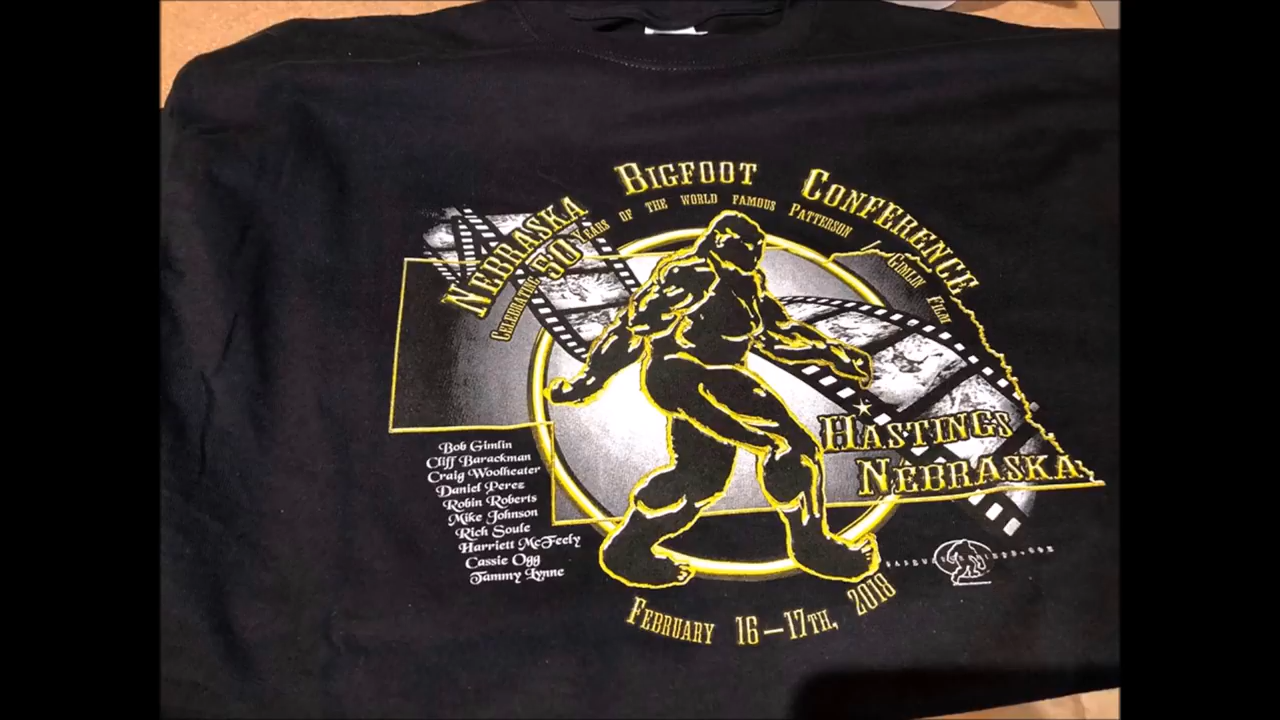 NEBRASKA BIGFOOT CONFERENCE
CELEBRATING 50 YEARS OF THE WORLD FAMOUS PATTERSON / GIMLIN FILM
HASTINGS
NEBRASKA
Bob Gimlin
Cliff Barackman
Craig Woolheater
Daniel Perez
Robin Roberts
Mike Johnson
Rich Soule
Harriett McFeely
Cassie Ogg
Tammy Lynne
FEBRUARY 16-17TH, 2018